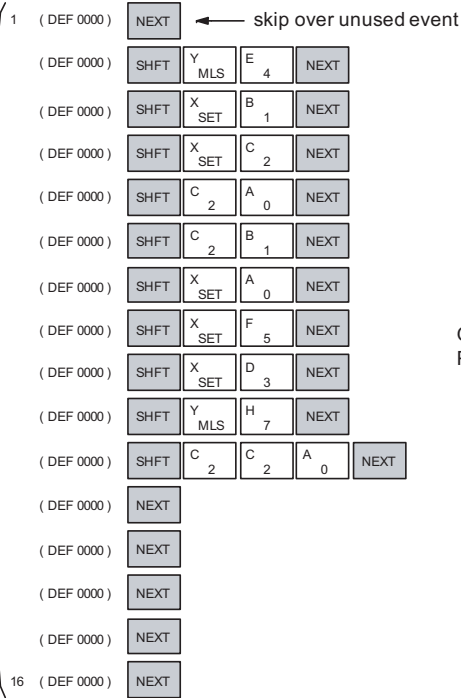 1 ( DEF 0000 ) NEXT skip over unused event
( DEF 0000 ) SHFT Y MLS E 4 NEXT
( DEF 0000 ) SHFT X SET B 1 NEXT
( DEF 0000 ) SHFT X SET C 2 NEXT
( DEF 0000 ) SHFT C 2 A 0 NEXT
( DEF 0000 ) SHFT C 2 B 1 NEXT
( DEF 0000 ) SHFT X SET A 0 NEXT
( DEF 0000 ) SHFT X SET F 5 NEXT
( DEF 0000 ) SHFT X SET D 3 NEXT
( DEF 0000 ) SHFT Y MLS H 7 NEXT
( DEF 0000 ) SHFT C 2 C 2 A 0 NEXT
( DEF 0000 ) NEXT
( DEF 0000 ) NEXT
( DEF 0000 ) NEXT
( DEF 0000 ) NEXT
16 ( DEF 0000 ) NEXT